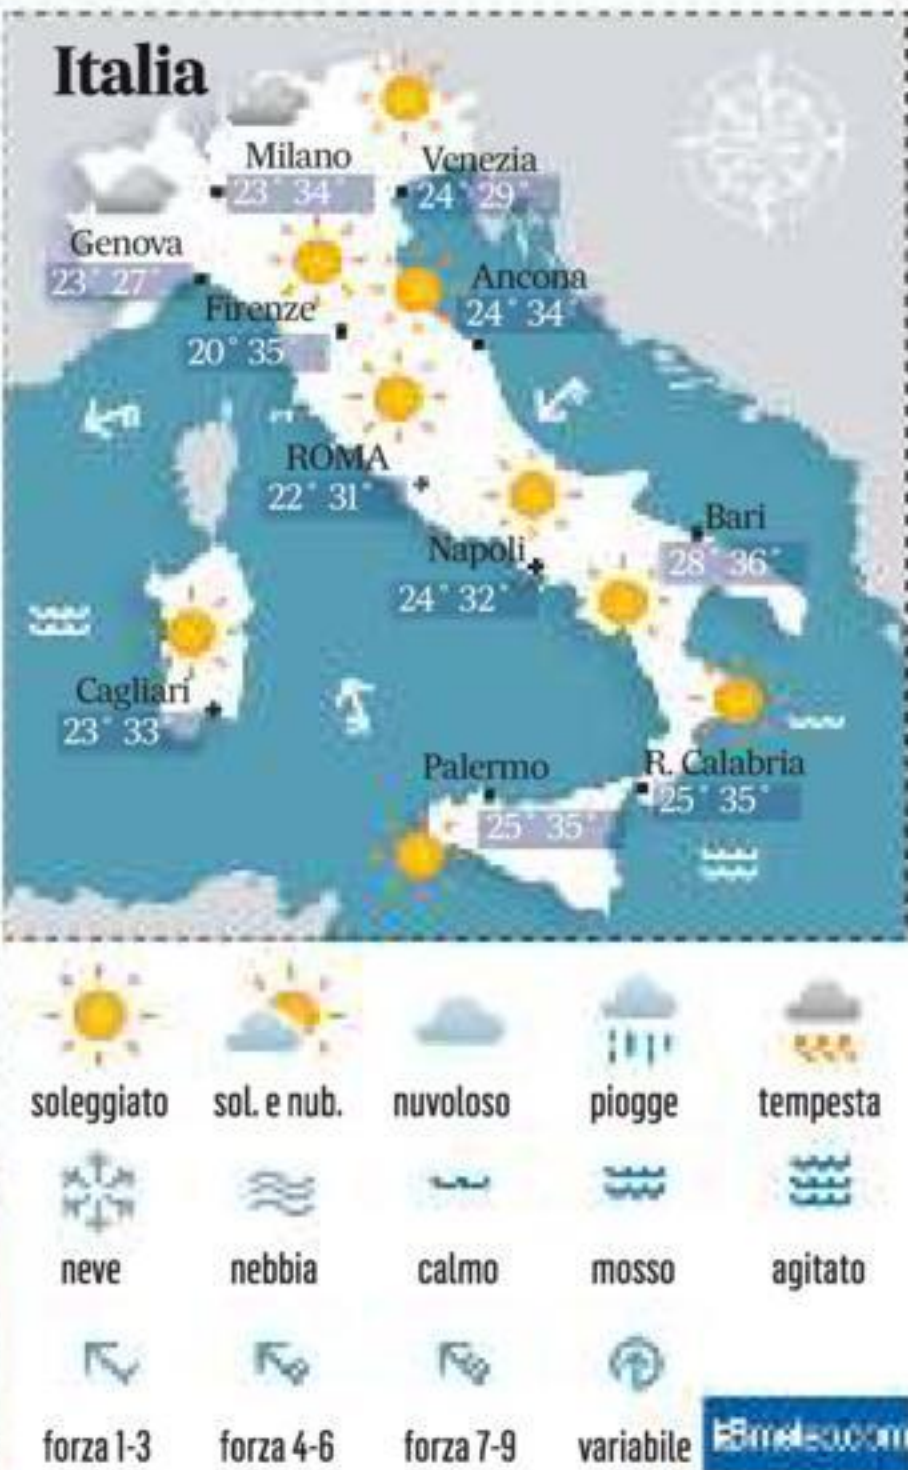 Italia
Milano
23° 34°
Venezia
24° 29°
Genova
23° 27°
Ancona
24° 34°
Firenze
20° 35
ROMA
22° 31°
Bari
28° 36°
Napoli
24° 32°
Cagliari
23° 33
Palermo
25° 35°
R. Calabria
25° 35°
soleggiato sol. e nub. nuvoloso piogge tempesta
neve nebbia calmo mosso agitato
forza 1-3 forza 4-6 forza 7-9 variabile